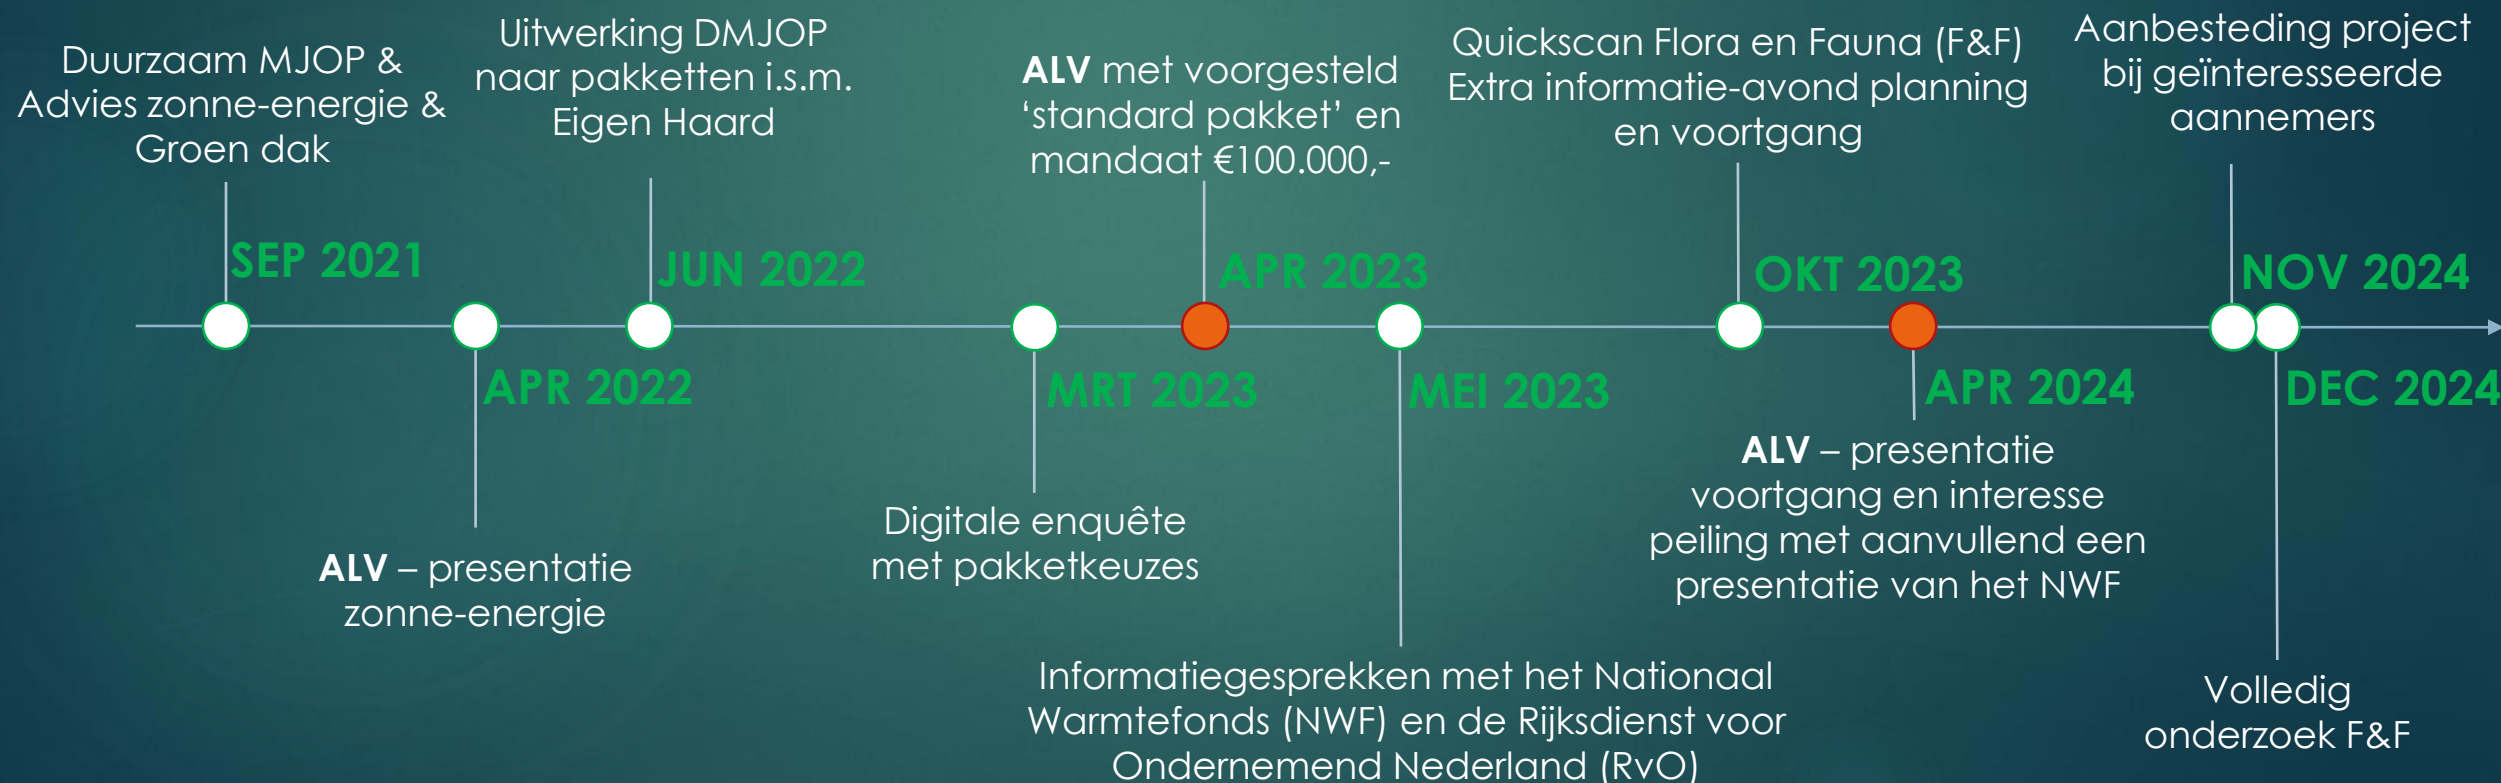 Duurzaam MJOP &
Advies zonne-energie &
Groen dak
SEP 2021
APR 2022
ALV – presentatie
zonne-energie
Uitwerking DMJOP
naar pakketten i.s.m.
Eigen Haard
JUN 2022
MRT 2023
Digitale enquête
met pakketkeuzes
ALV met voorgesteld
‘standard pakket’ en
mandaat €100.000,-
APR 2023
MEI 2023
Informatiegesprekken met het Nationaal
Warmtefonds (NWF) en de Rijksdienst voor
Ondernemend Nederland (RvO)
Quickscan Flora en Fauna (F&F)
Extra informatie-avond planning
en voortgang
OKT 2023
APR 2024
ALV – presentatie
voortgang en interesse
peiling met aanvullend een
presentatie van het NWF
Aanbesteding project
bij geïnteresseerde
aannemers
NOV 2024
DEC 2024
Volledig
onderzoek F&F